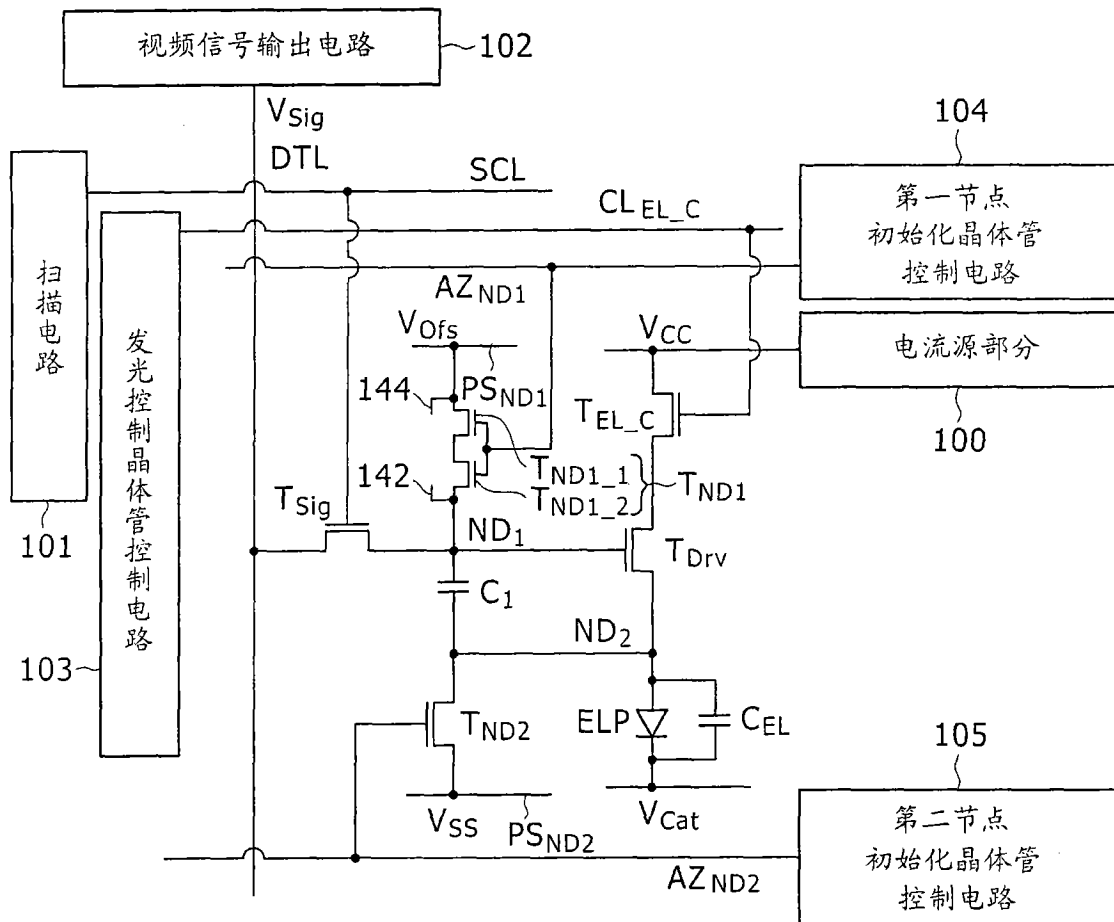 视频信号输出电路
102
V_Sig
DTL
SCL
CL_EL_C
104
第一节点
初始化晶体管
控制电路
扫描电路
101
发光控制晶体管控制电路
103
AZ_ND1
V_Ofs
PS_ND1
V_CC
电流源部分
100
144
T_EL_C
142
T_ND1_1
T_ND1_2
T_ND1
T_Sig
ND_1
T_Drv
C_1
ND_2
T_ND2
ELP
C_EL
V_SS
PS_ND2
V_Cat
105
第二节点
初始化晶体管
控制电路
AZ_ND2